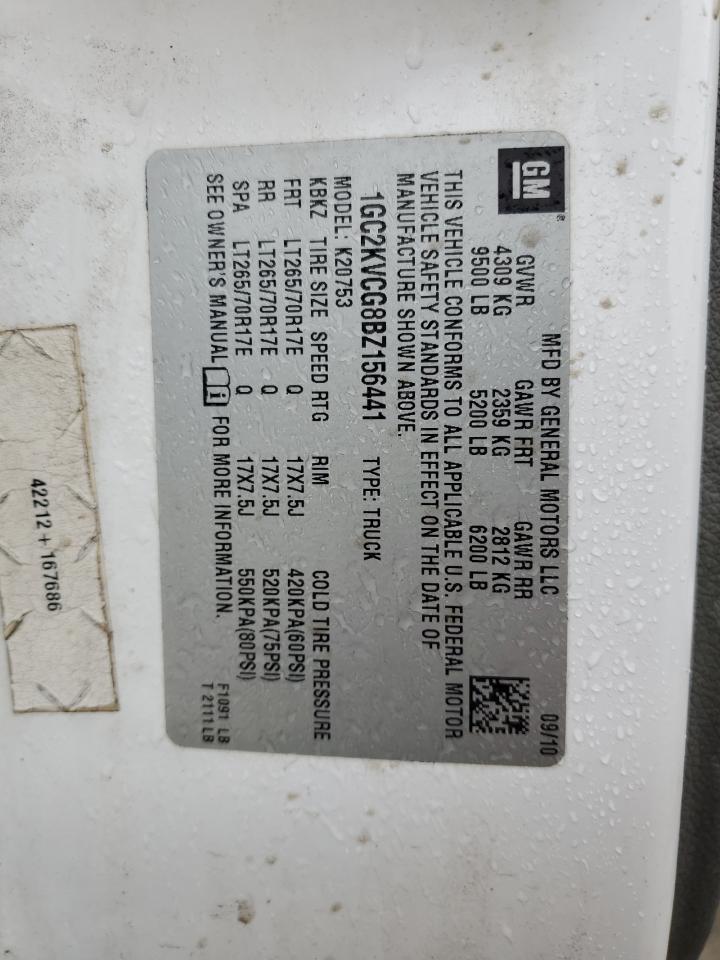 GM
MFD BY GENERAL MOTORS LLC 09/10
GVWR GAWR FRT GAWR RR
4309 KG 2359 KG 2812 KG
9500 LB 5200 LB 6200 LB
THIS VEHICLE CONFORMS TO ALL APPLICABLE U.S. FEDERAL MOTOR
VEHICLE SAFETY STANDARDS IN EFFECT ON THE DATE OF
MANUFACTURE SHOWN ABOVE.
1GC2KVCG8BZ156441 TYPE: TRUCK
MODEL: K20753
KBKZ TIRE SIZE SPEED RTG RIM COLD TIRE PRESSURE
FRT LT265/70R17E Q 17X7.5J 420KPA(60PSI)
RR LT265/70R17E Q 17X7.5J 520KPA(75PSI)
SPA LT265/70R17E Q 17X7.5J 550KPA(80PSI)
SEE OWNER'S MANUAL FOR MORE INFORMATION.
F1091 LB
T 2111LB
42212 + 167686